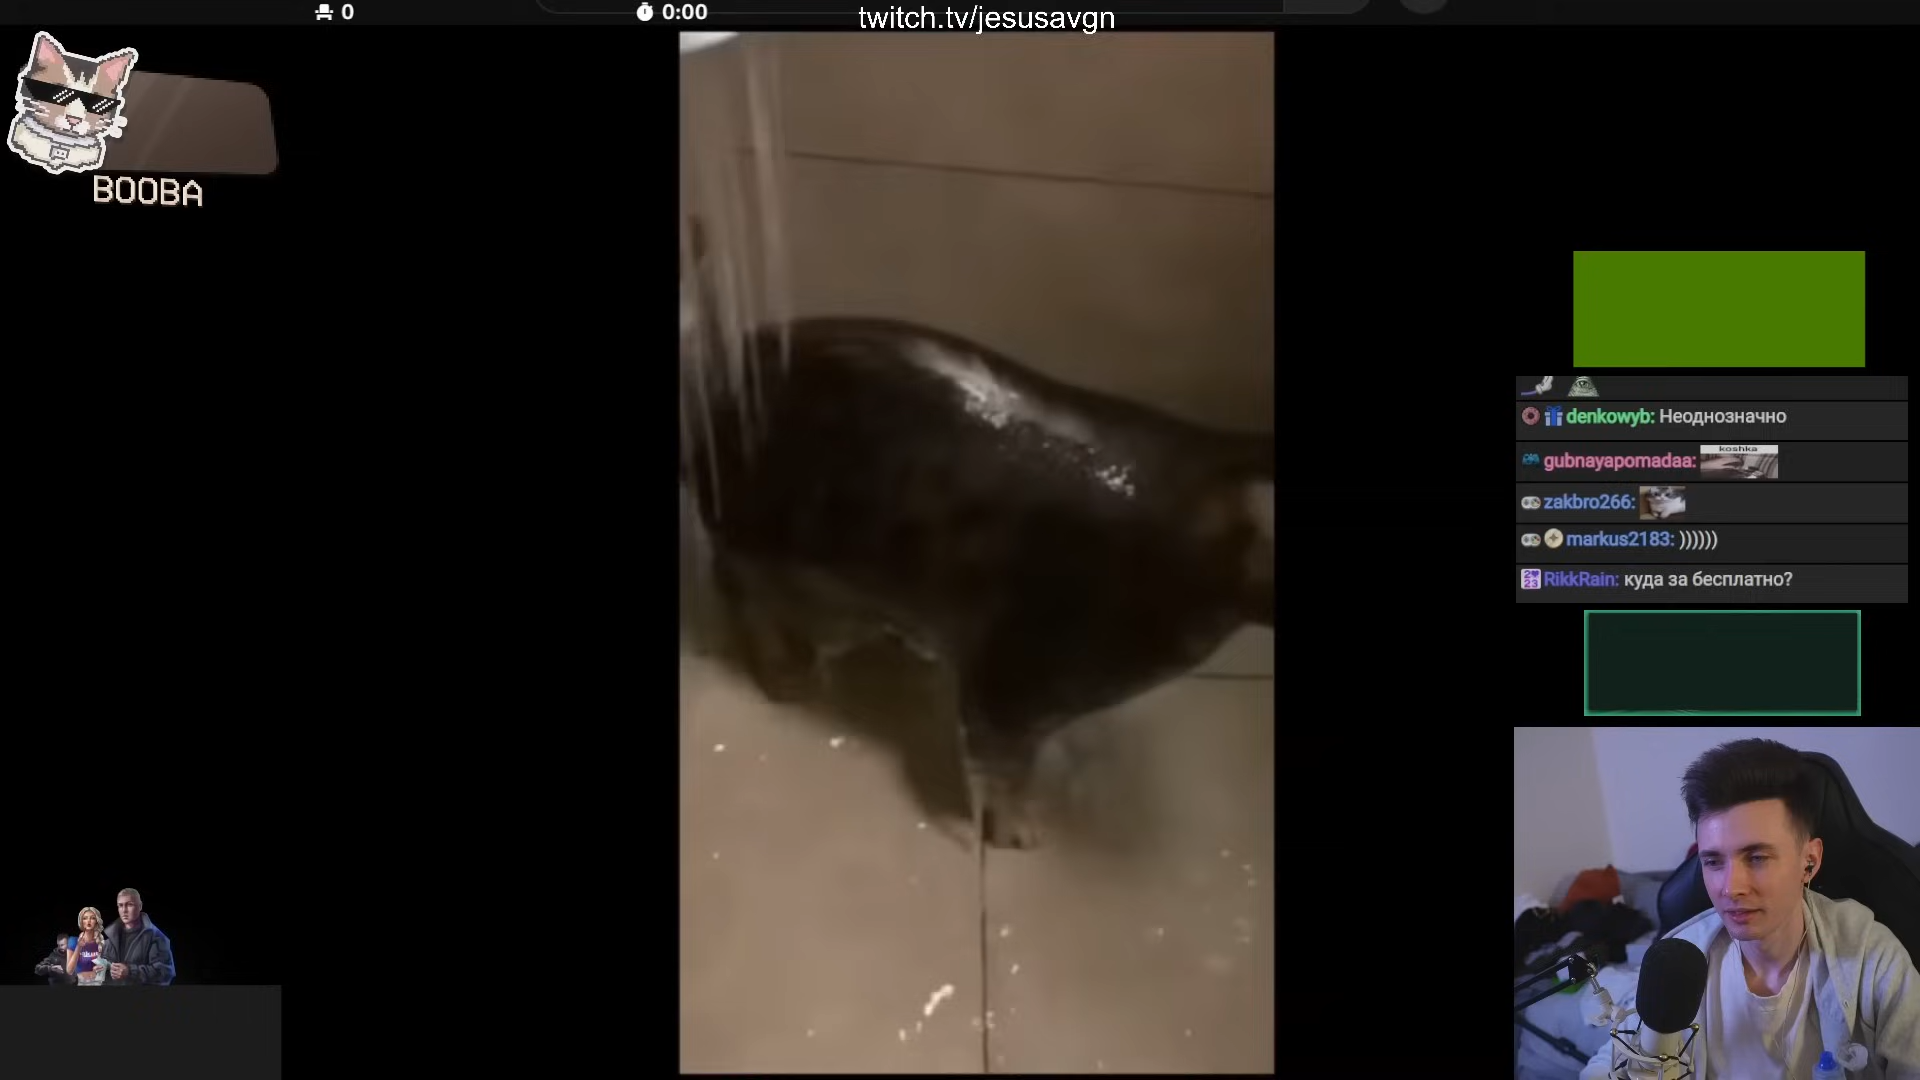 0
0:00
twitch.tv/jesusavgn
BOOBA
denkowyb: Неоднозначно
gubnayapomadaa: koshka
zakbro266:
markus2183: ))))))
RikkRain: куда за бесплатно?